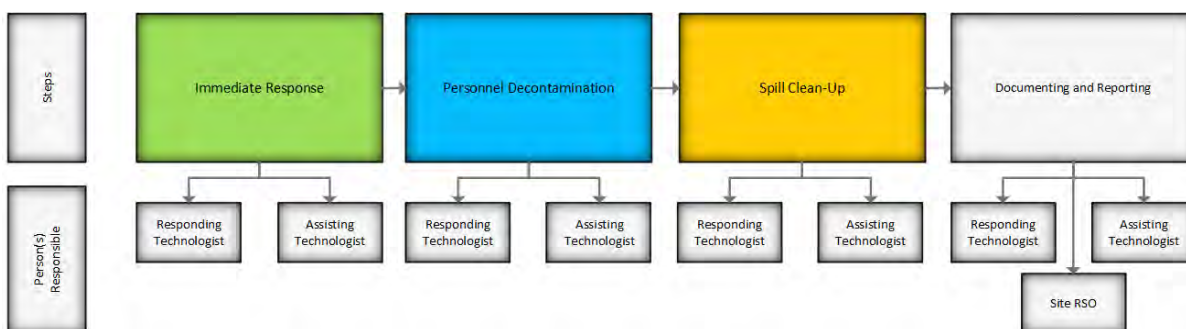 Steps
Immediate Response
Personnel Decontamination
Spill Clean-Up
Documenting and Reporting
Person(s)
Responsible
Responding
Technologist
Assisting
Technologist
Responding
Technologist
Assisting
Technologist
Responding
Technologist
Assisting
Technologist
Responding
Technologist
Assisting
Technologist
Site RSO